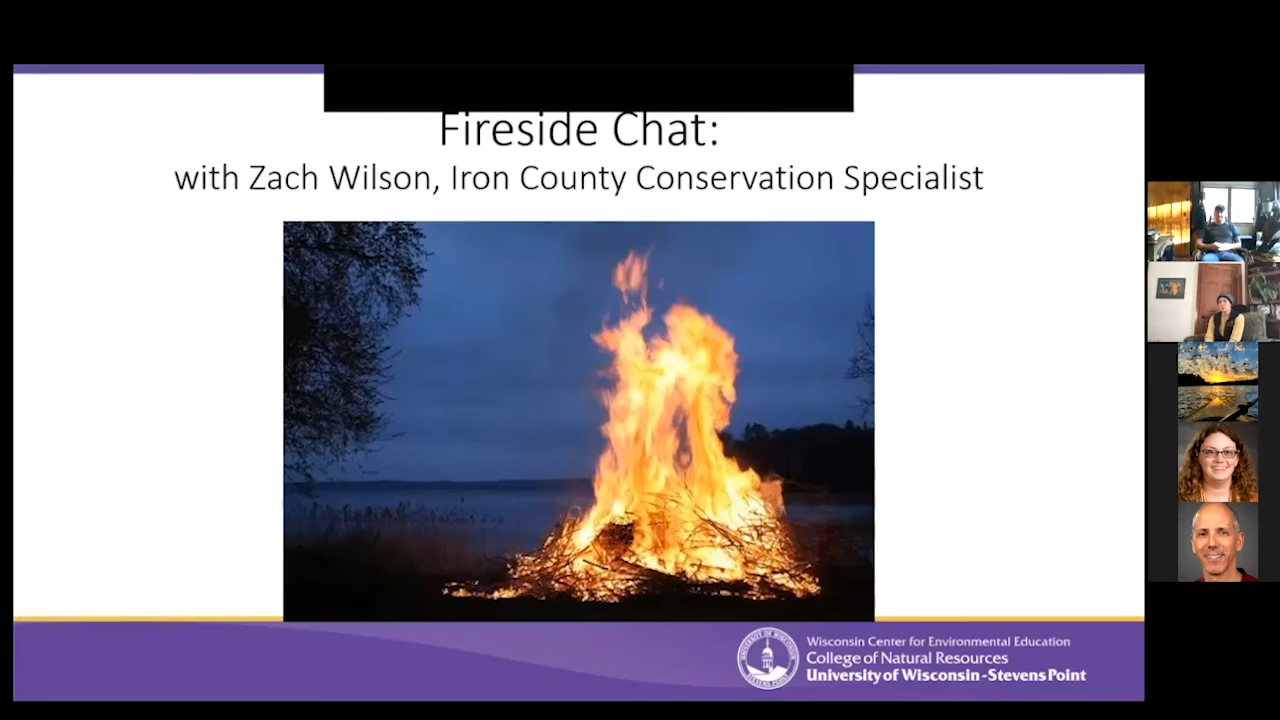 Fireside Chat:
with Zach Wilson, Iron County Conservation Specialist
Wisconsin Center for Environmental Education
College of Natural Resources
University of Wisconsin-Stevens Point